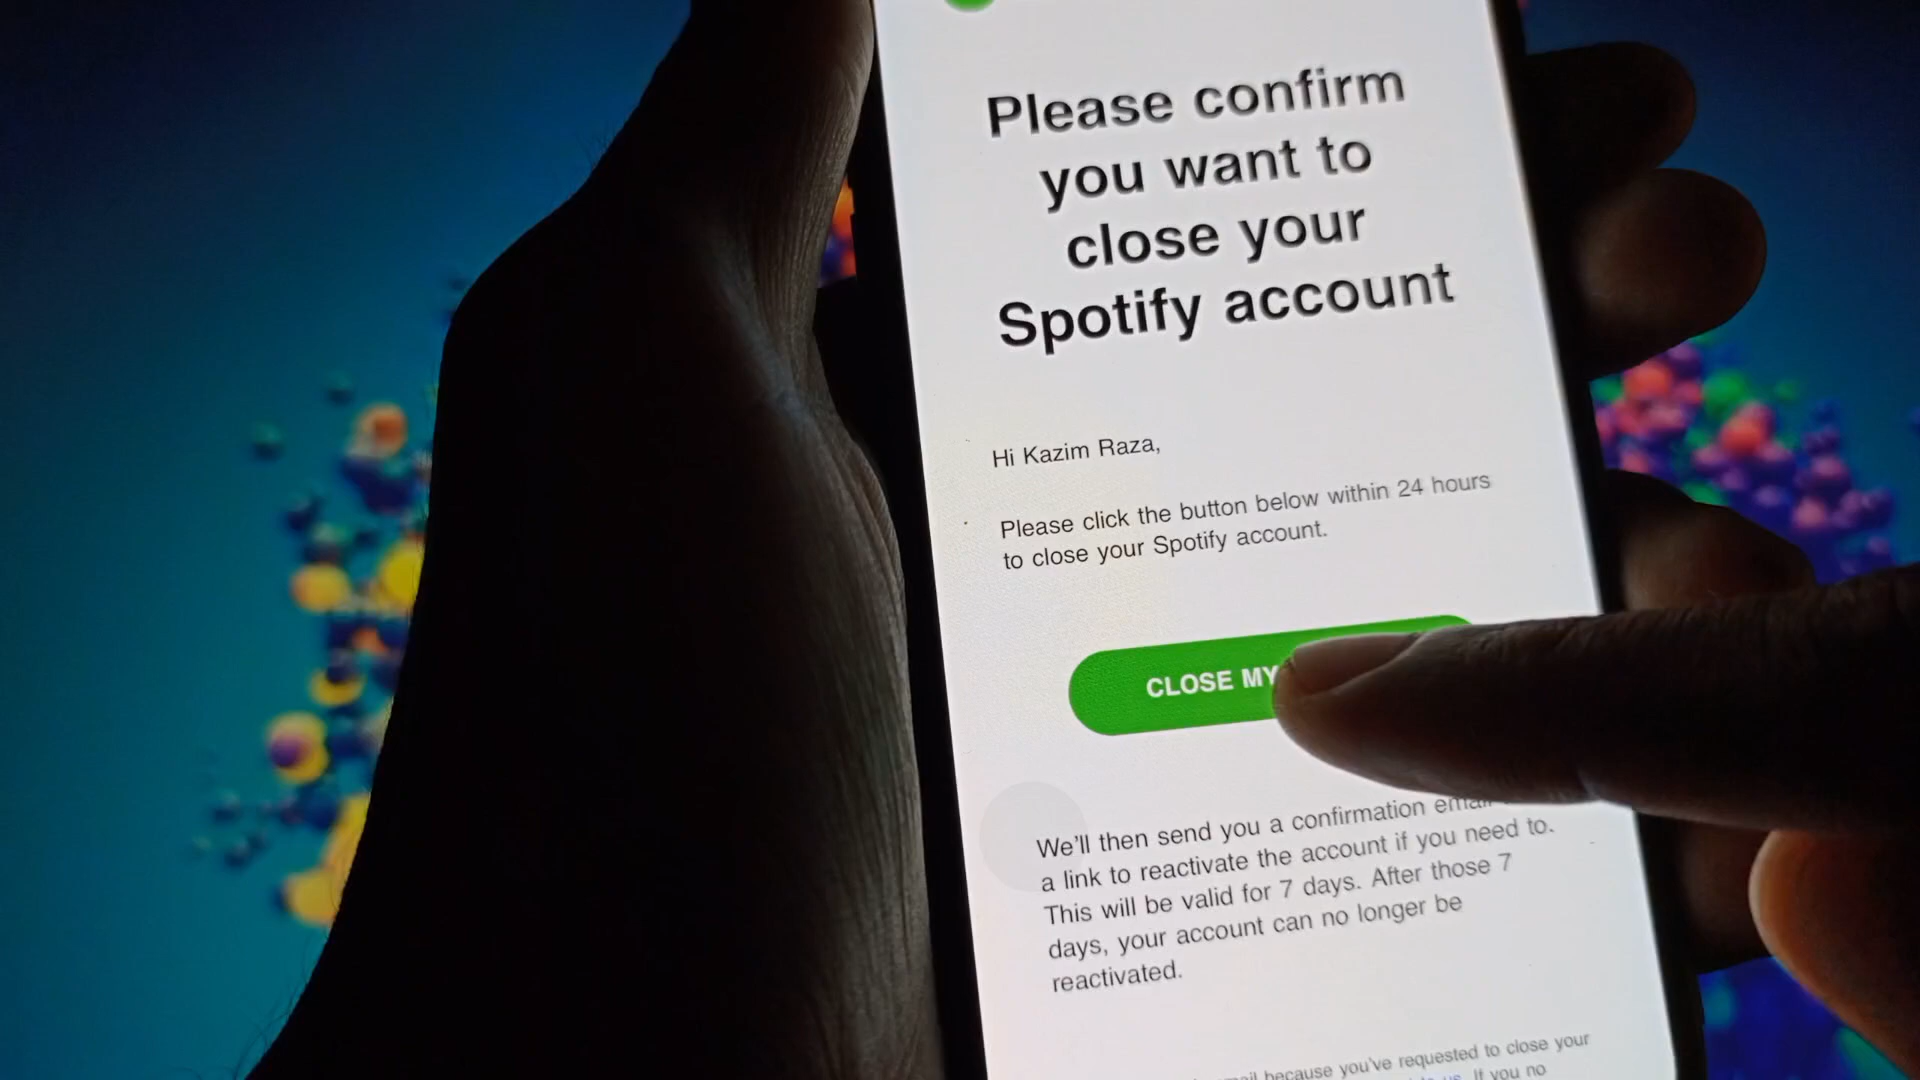 Please confirm
you want to
close your
Spotify account
Hi Kazim Raza,
Please click the button below within 24 hours
to close your Spotify account.
CLOSE MY
We'll then send you a confirmation email
a link to reactivate the account if you need to.
This will be valid for 7 days. After those 7
days, your account can no longer be
reactivated.
because you've requested to close your
If you no